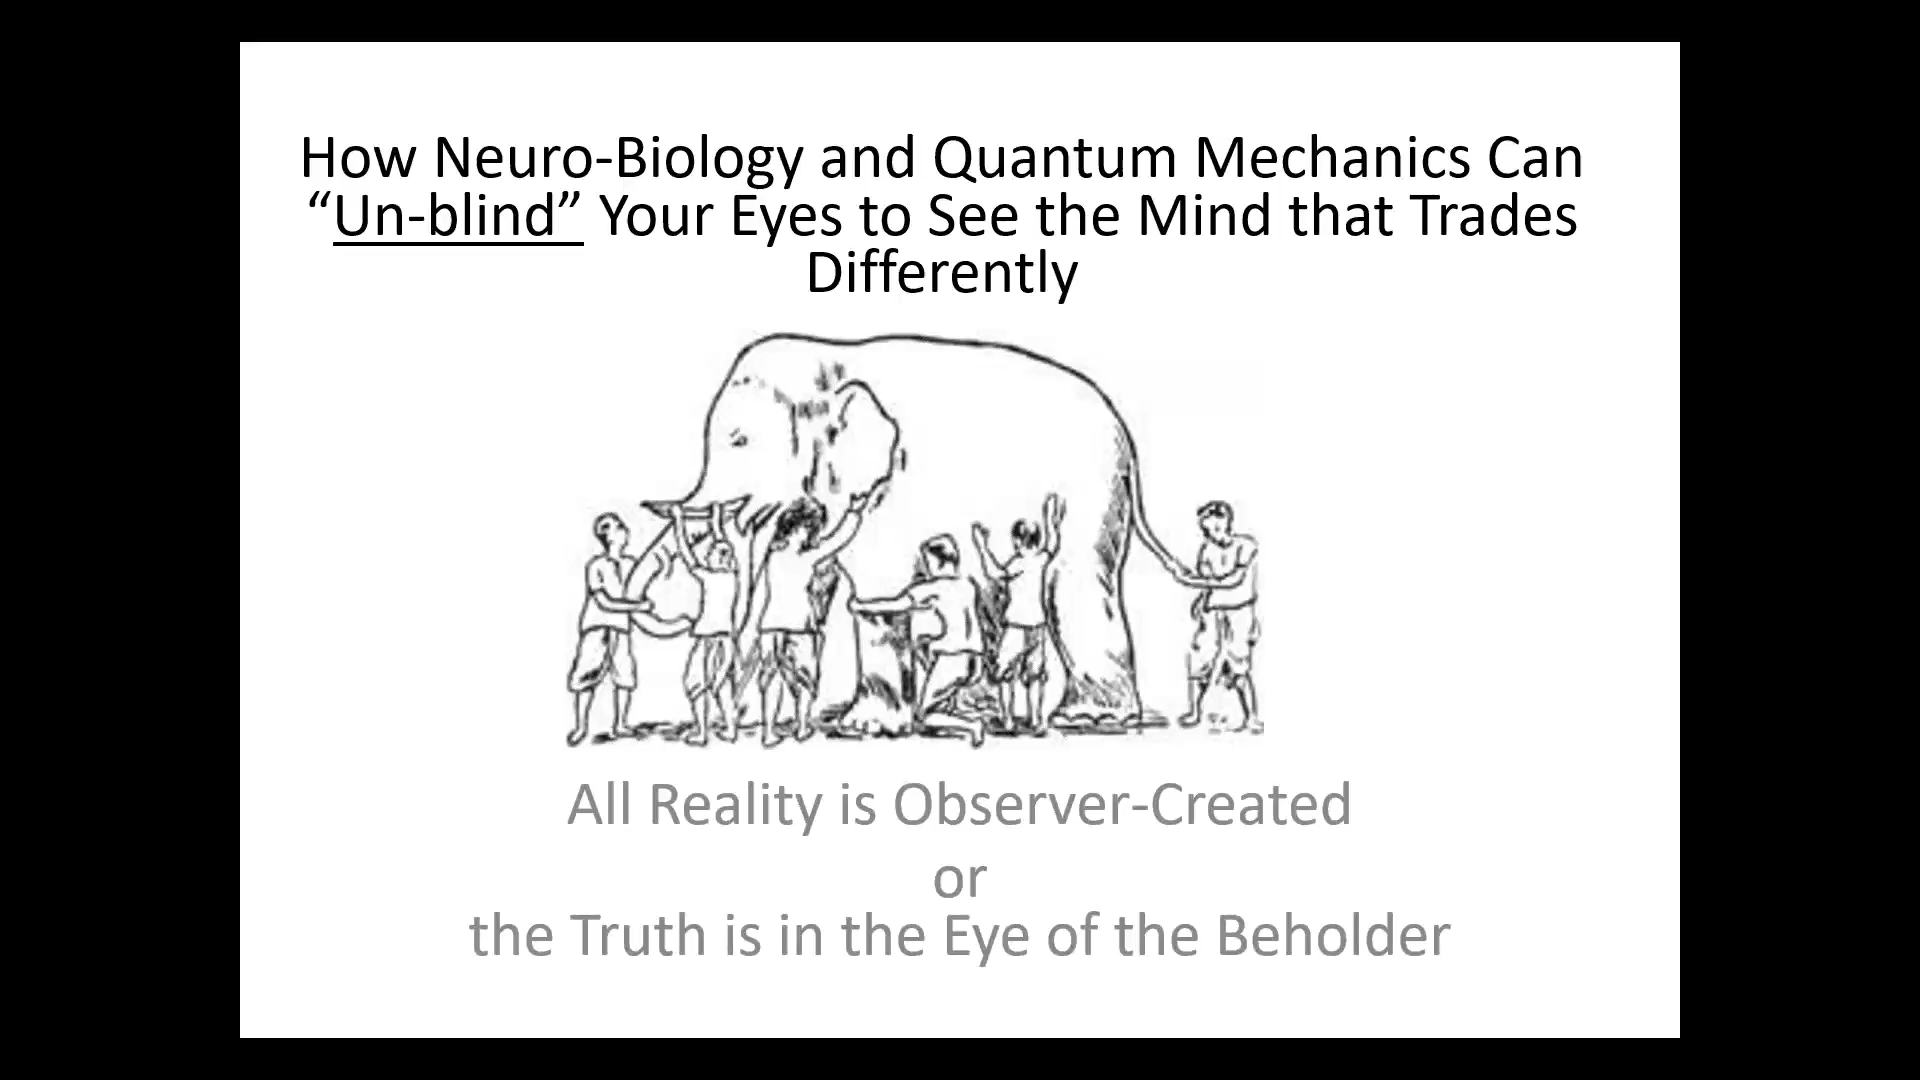 How Neuro-Biology and Quantum Mechanics Can
“Un-blind” Your Eyes to See the Mind that Trades
Differently
All Reality is Observer-Created
or
the Truth is in the Eye of the Beholder